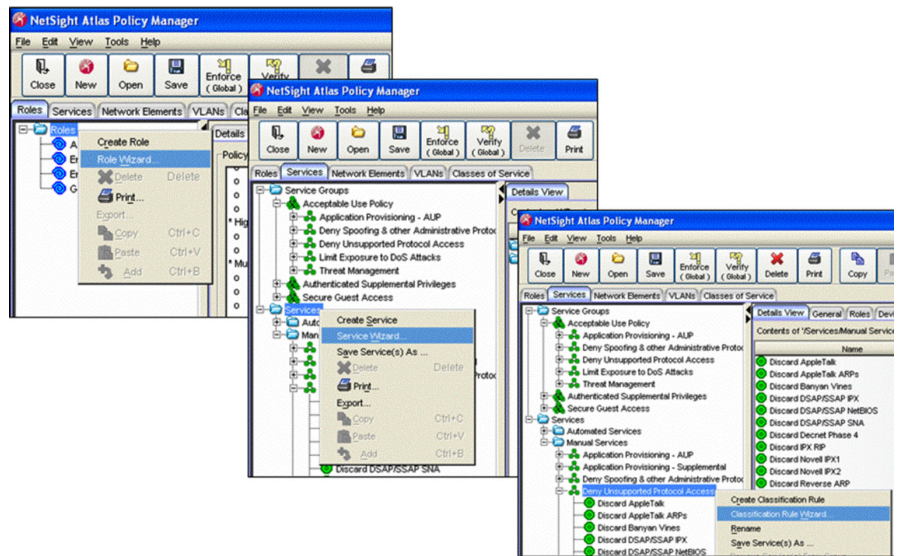 NetSight Atlas Policy Manager
File Edit View Tools Help
Close New Open Save Enforce (Global) Verify
Roles Services Network Elements VLANs Cla
Roles
Details
Policy
A
Er
Er
G
Create Role
Role Wizard...
Delete Delete
Print...
Export...
Copy Ctrl+C
Paste Ctrl+V
Add Ctrl+B
* Hig
* Mu
NetSight Atlas Policy Manager
File Edit View Tools Help
Close New Open Save Enforce (Global) Verify (Global) Delete Print
Roles Services Network Elements VLANs Classes of Service
Details View
Service Groups
Acceptable Use Policy
Application Provisioning - AUP
Deny Spoofing & other Administrative Protoc
Deny Unsupported Protocol Access
Limit Exposure to DoS Attacks
Threat Management
Authenticated Supplemental Privileges
Secure Guest Access
Services
Auto
Man
Create Service
Service Wizard...
Save Service(s) As ...
Delete Delete
Print...
Export...
Copy Ctrl+C
Paste Ctrl+V
Add Ctrl+B
Discard DSAP/SSAP SNA
NetSight Atlas Policy Manager
File Edit View Tools Help
Close New Open Save Enforce (Global) Verify (Global) Delete Print Copy
Roles Services Network Elements VLANs Classes of Service
Service Groups
Acceptable Use Policy
Application Provisioning - AUP
Deny Spoofing & other Administrative Protoc
Deny Unsupported Protocol Access
Limit Exposure to DoS Attacks
Threat Management
Authenticated Supplemental Privileges
Secure Guest Access
Services
Automated Services
Manual Services
Application Provisioning - AUP
Application Provisioning - Supplemental
Deny Spoofing & other Administrative Protoc
Deny Unsupported Protocol Access
Discard AppleTalk
Discard AppleTalk ARPs
Discard Banyan Vines
Discard DSAP/SSAP IPX
Discard DSAP/SSAP NetBIOS
Details View General Roles Devi
Contents of '/Services/Manual Service
Name
Discard AppleTalk
Discard AppleTalk ARPs
Discard Banyan Vines
Discard DSAP/SSAP IPX
Discard DSAP/SSAP NetBIOS
Discard DSAP/SSAP SNA
Discard Decnet Phase 4
Discard IPX RIP
Discard Novell IPX1
Discard Novell IPX2
Discard Reverse ARP
Create Classification Rule
Classification Rule Wizard...
Rename
Save Service(s) As ...